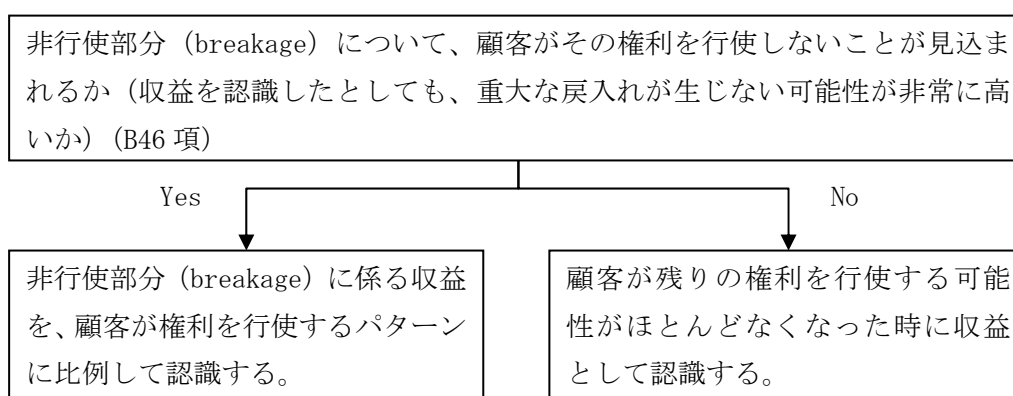 非行使部分（breakage）について、顧客がその権利を行使しないことが見込ま
れるか（収益を認識したとしても、重大な戻入れが生じない可能性が非常に高
いか）（B46 項）
Yes
No
非行使部分（breakage）に係る収益
を、顧客が権利を行使するパターン
に比例して認識する。
顧客が残りの権利を行使する可能
性がほとんどなくなった時に収益
として認識する。